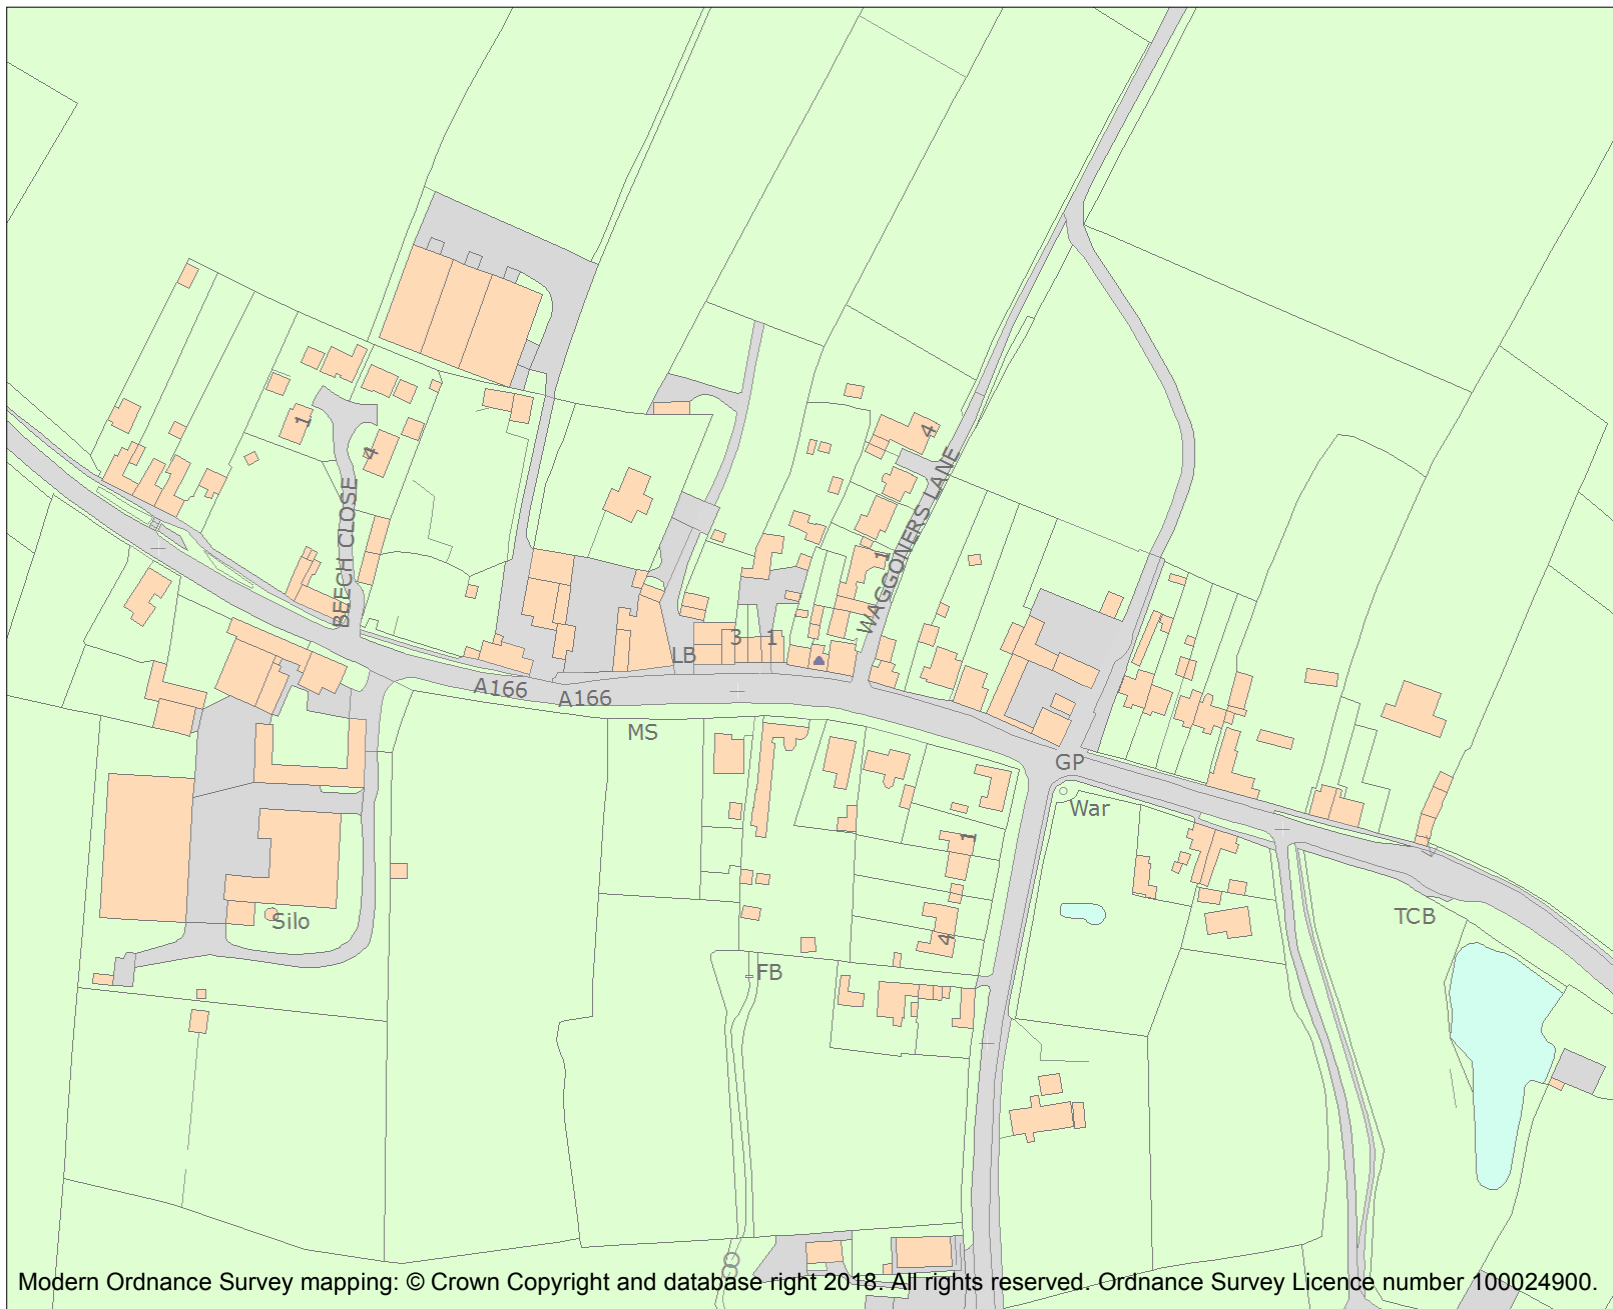 1
4
BEECH CLOSE
4
WAGGONERS LANE
1
3
1
LB
A166
A166
MS
GP
War
1
4
Silo
TCB
FB
Modern Ordnance Survey mapping: © Crown Copyright and database right 2018. All rights reserved. Ordnance Survey Licence number 100024900.